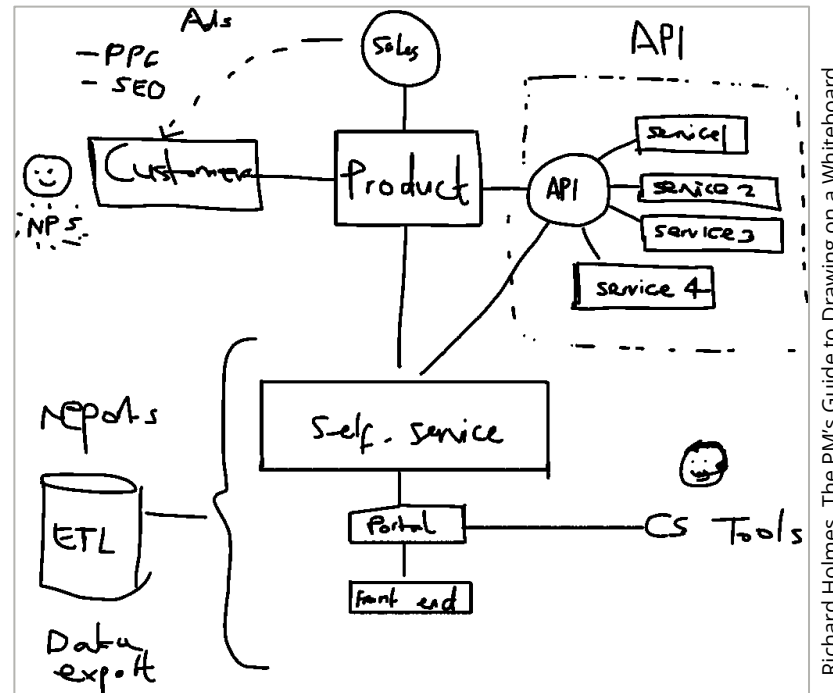 Ads
- PPC
- SEO
Sales
API
Customers
Product
API
service 1
service 2
service 3
service 4
NPS
Reports
ETL
Data
export
Self. service
Portal
Front end
CS Tools
Richard Holmes, The PM's Guide to Drawing on a Whiteboard